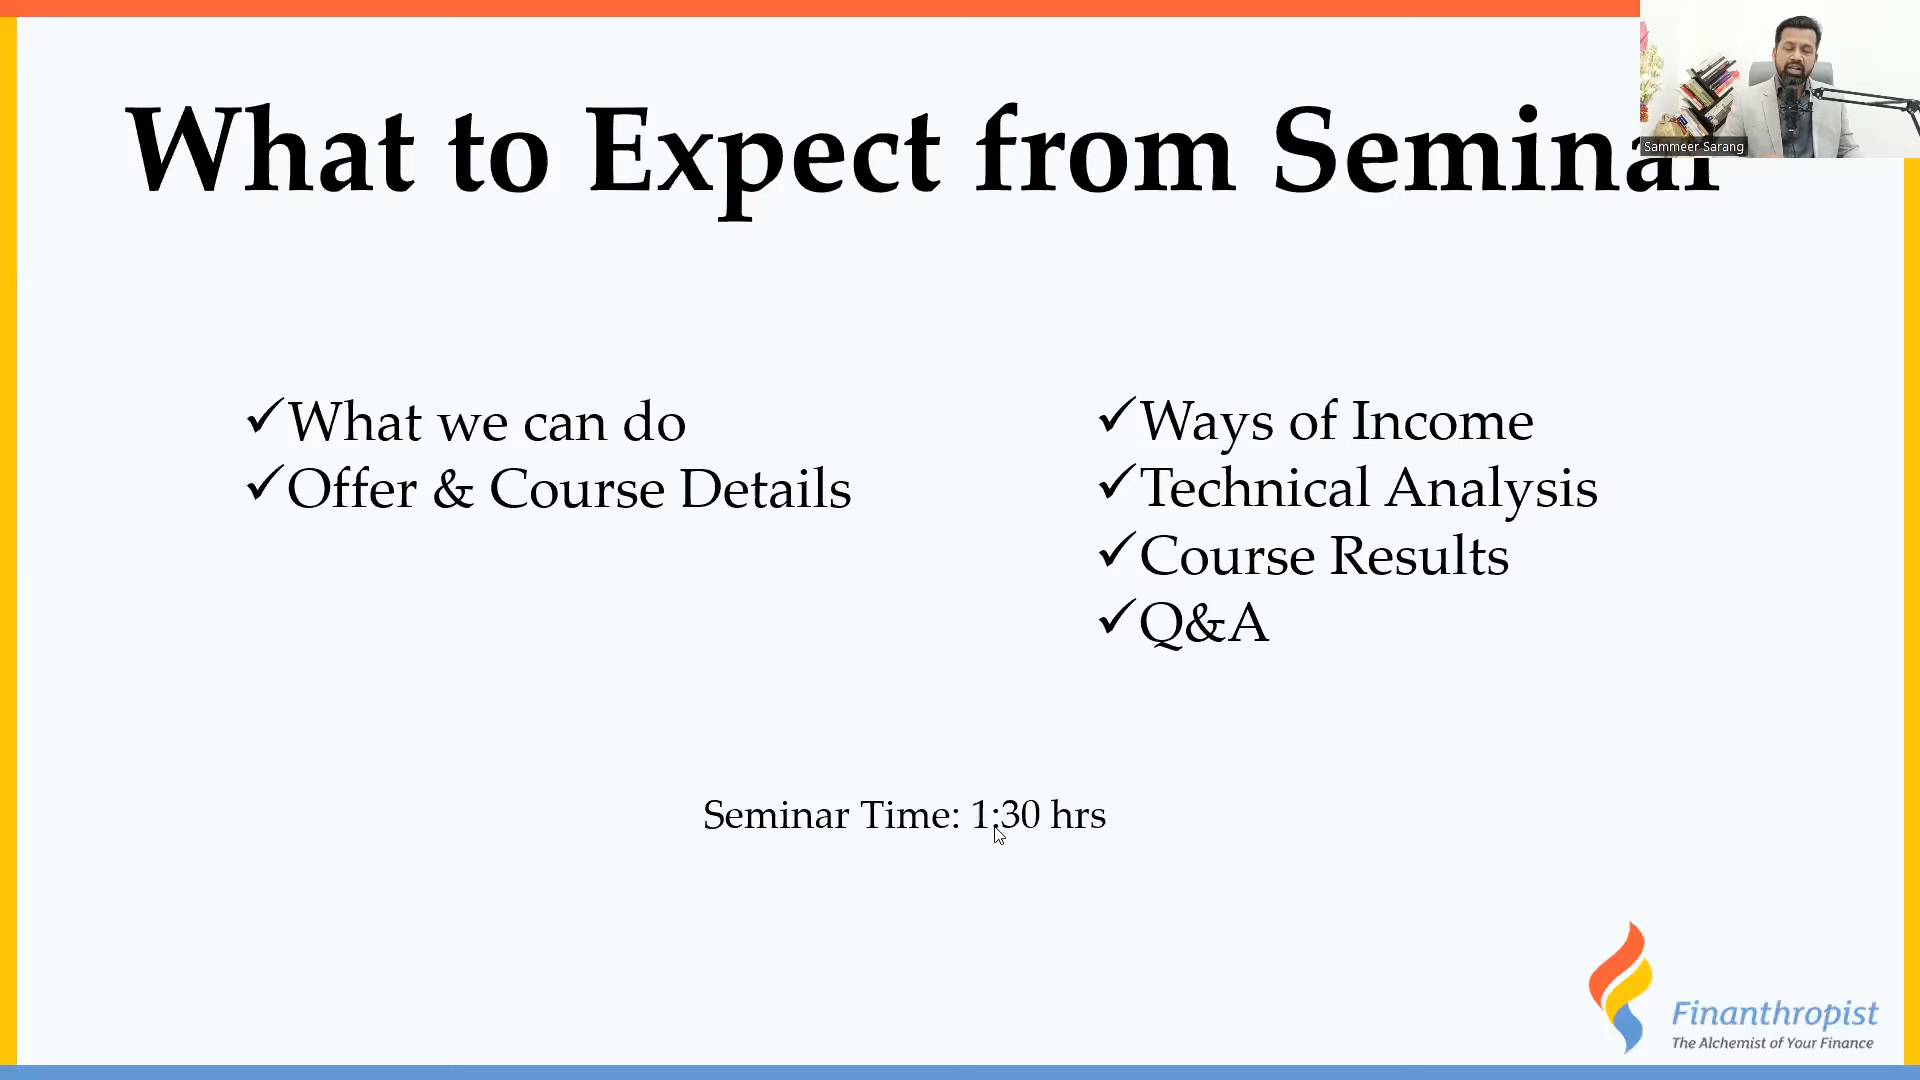 What to Expect from Seminar
Sammeer Sarang
✓What we can do
✓Offer & Course Details
✓Ways of Income
✓Technical Analysis
✓Course Results
✓Q&A
Seminar Time: 1:30 hrs
Finanthropist
The Alchemist of Your Finance